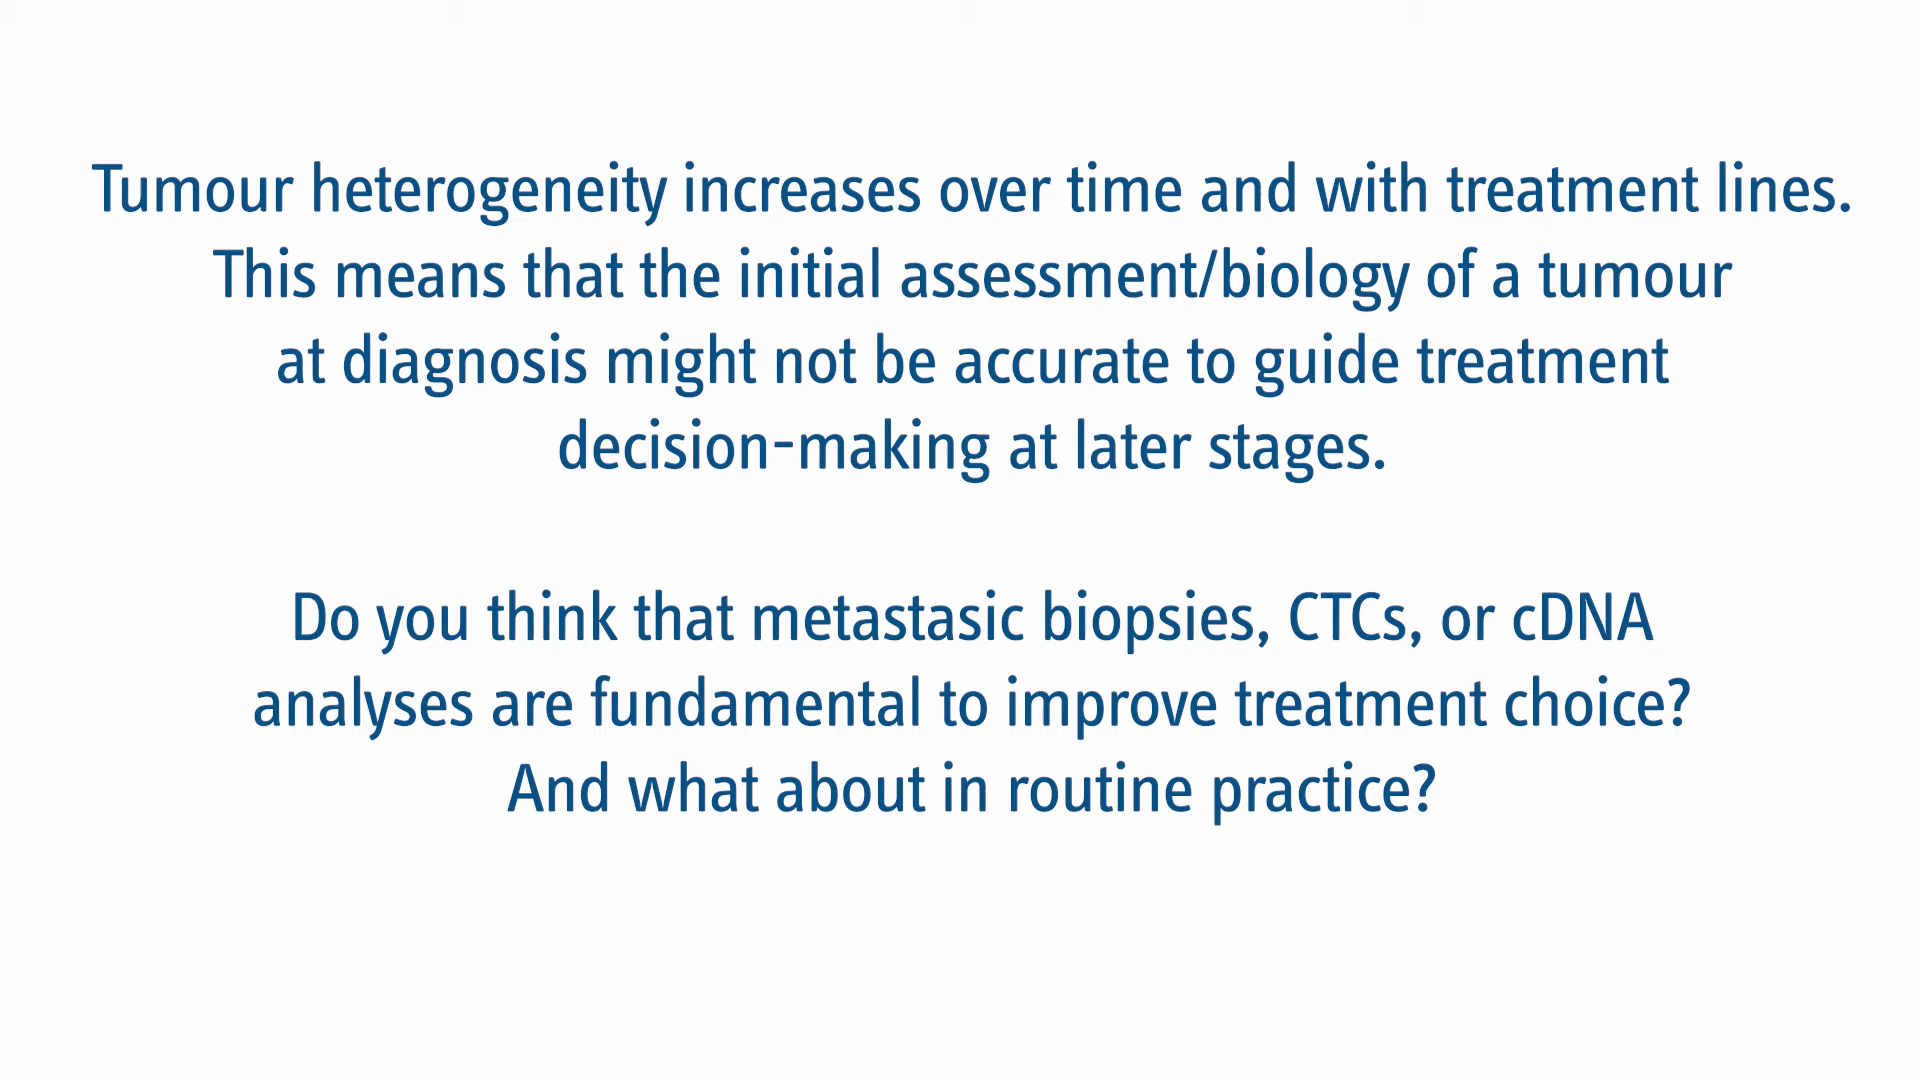 Tumour heterogeneity increases over time and with treatment lines.
This means that the initial assessment/biology of a tumour
at diagnosis might not be accurate to guide treatment
decision-making at later stages.
Do you think that metastasic biopsies, CTCs, or cDNA
analyses are fundamental to improve treatment choice?
And what about in routine practice?